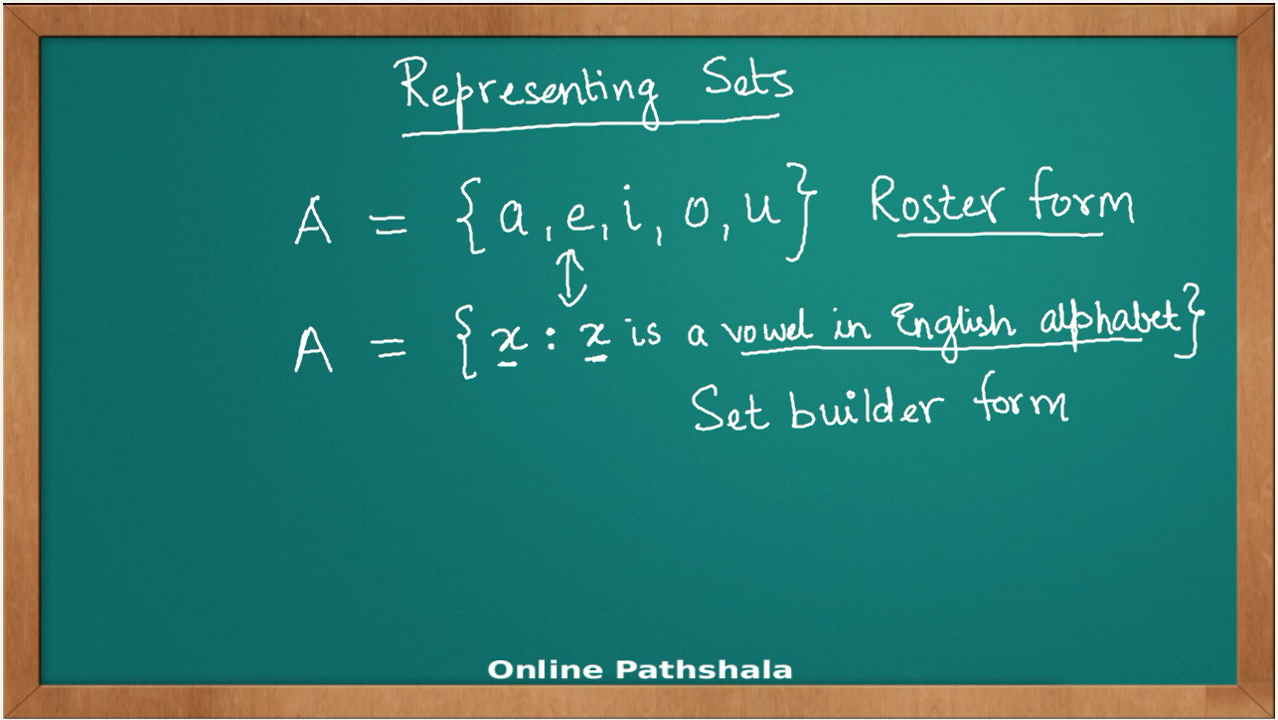 Representing Sets
A = {a, e, i, o, u} Roster form
↕
A = {x : x is a vowel in English alphabet}
Set builder form
Online Pathshala